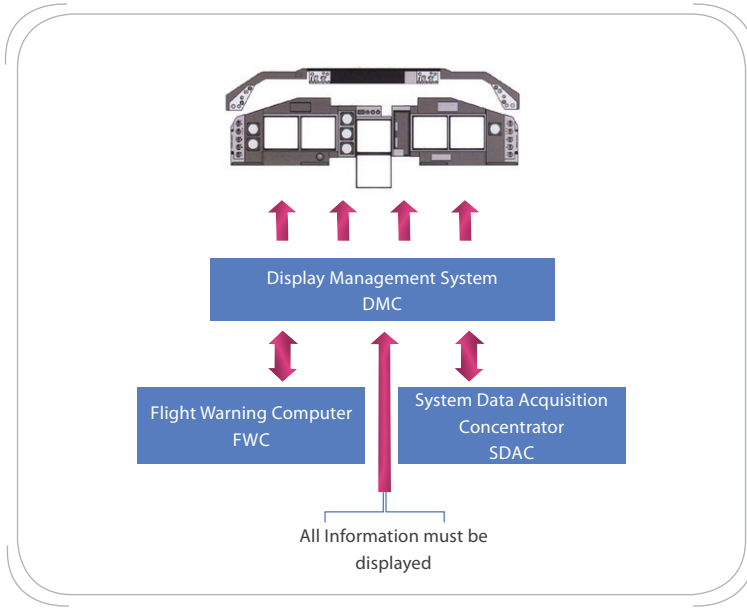 Display Management System
DMC
Flight Warning Computer
FWC
System Data Acquisition
Concentrator
SDAC
All Information must be
displayed